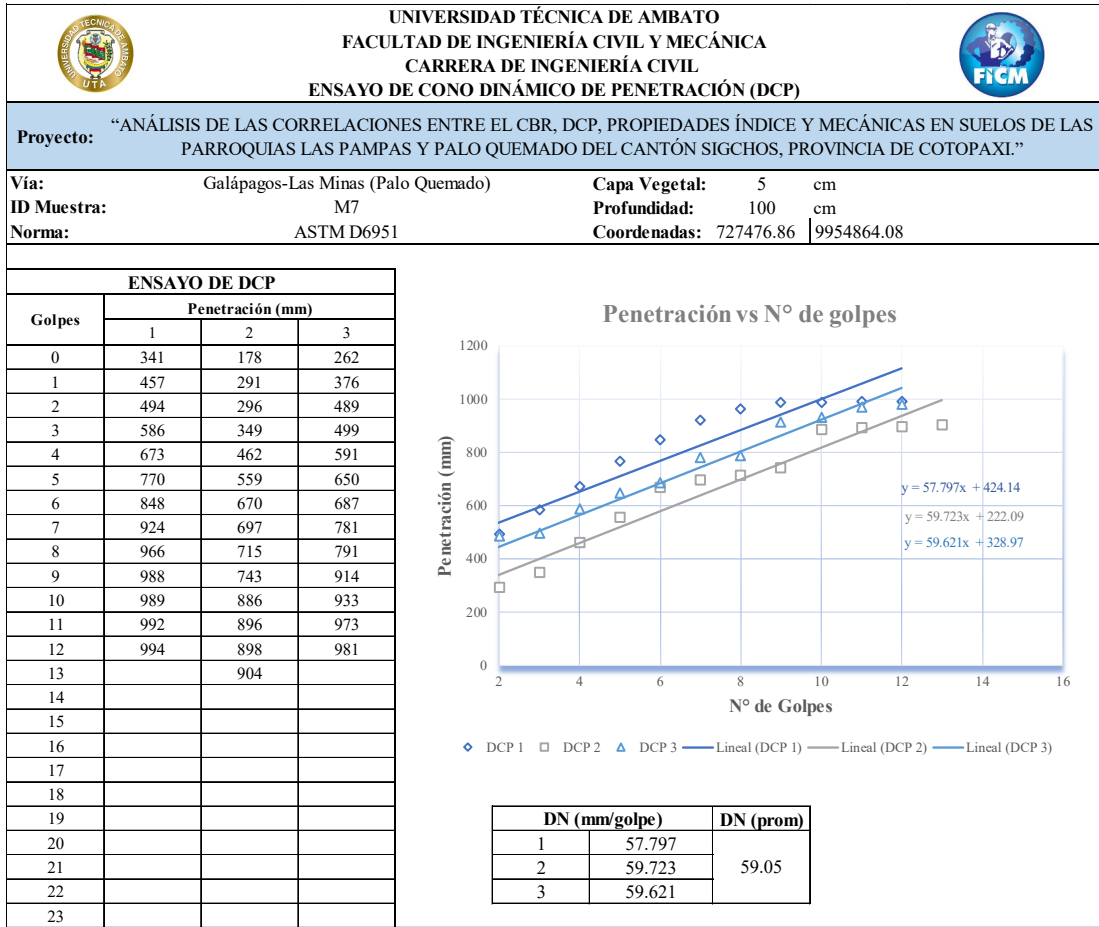 UNIVERSIDAD TÉCNICA DE AMBATO
FACULTAD DE INGENIERÍA CIVIL Y MECÁNICA
CARRERA DE INGENIERÍA CIVIL
ENSAYO DE CONO DINÁMICO DE PENETRACIÓN (DCP)
UNIVERSIDAD TECNICA DE AMBATO
UTA
FICM
Proyecto: “ANÁLISIS DE LAS CORRELACIONES ENTRE EL CBR, DCP, PROPIEDADES ÍNDICE Y MECÁNICAS EN SUELOS DE LAS
PARROQUIAS LAS PAMPAS Y PALO QUEMADO DEL CANTÓN SIGCHOS, PROVINCIA DE COTOPAXI.”
Vía: Galápagos-Las Minas (Palo Quemado) Capa Vegetal: 5 cm
ID Muestra: M7 Profundidad: 100 cm
Norma: ASTM D6951 Coordenadas: 727476.86 9954864.08
ENSAYO DE DCP
Golpes Penetración (mm)
1 2 3
0 341 178 262
1 457 291 376
2 494 296 489
3 586 349 499
4 673 462 591
5 770 559 650
6 848 670 687
7 924 697 781
8 966 715 791
9 988 743 914
10 989 886 933
11 992 896 973
12 994 898 981
13 904
14
15
16
17
18
19
20
21
22
23
Penetración vs N° de golpes
Penetración (mm)
1200
1000
800
600
400
200
0
y = 57.797x + 424.14
y = 59.723x + 222.09
y = 59.621x + 328.97
2 4 6 8 10 12 14 16
N° de Golpes
DCP 1 DCP 2 DCP 3 Lineal (DCP 1) Lineal (DCP 2) Lineal (DCP 3)
DN (mm/golpe) DN (prom)
1 57.797
2 59.723 59.05
3 59.621